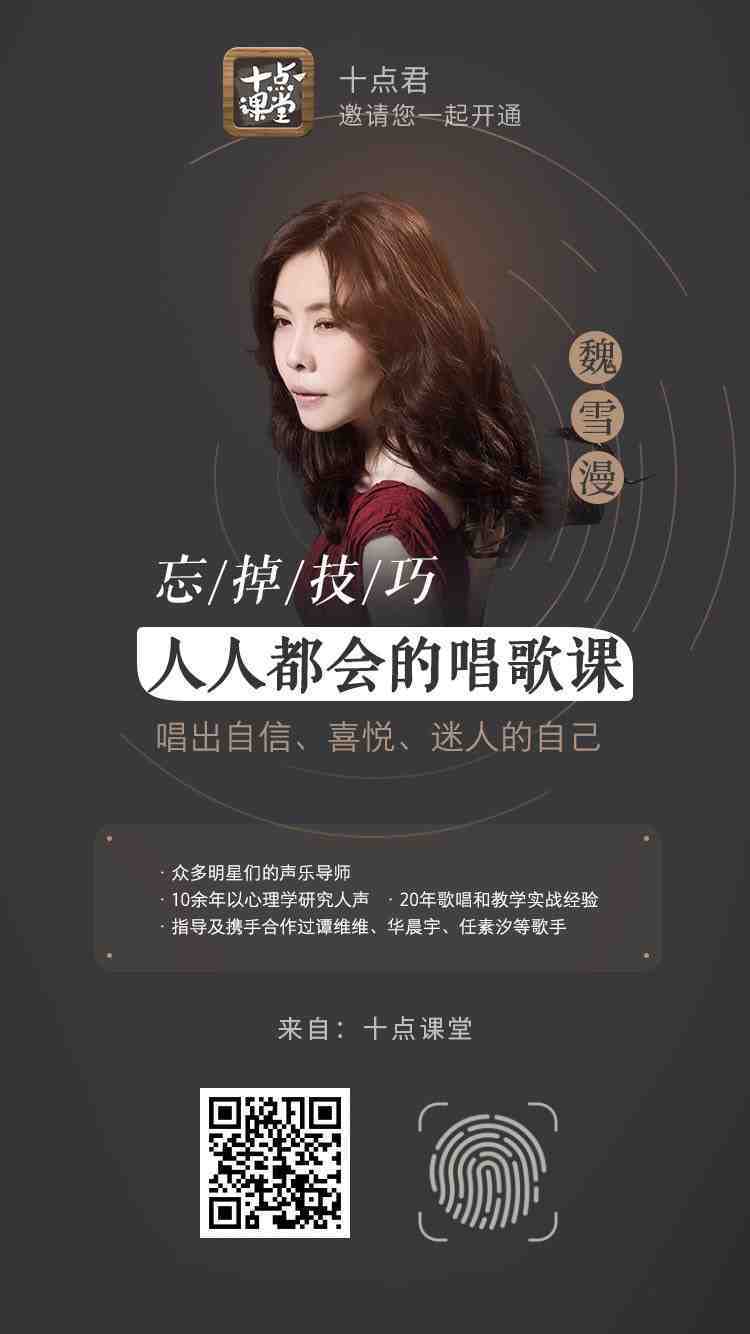 十点课堂
十点君
邀请您一起开通
魏雪漫
忘/掉/技/巧
人人都会的唱歌课
唱出自信、喜悦、迷人的自己
· 众多明星们的声乐导师
· 10余年以心理学研究人声 · 20年歌唱和教学实战经验
· 指导及携手合作过谭维维、华晨宇、任素汐等歌手
来自：十点课堂